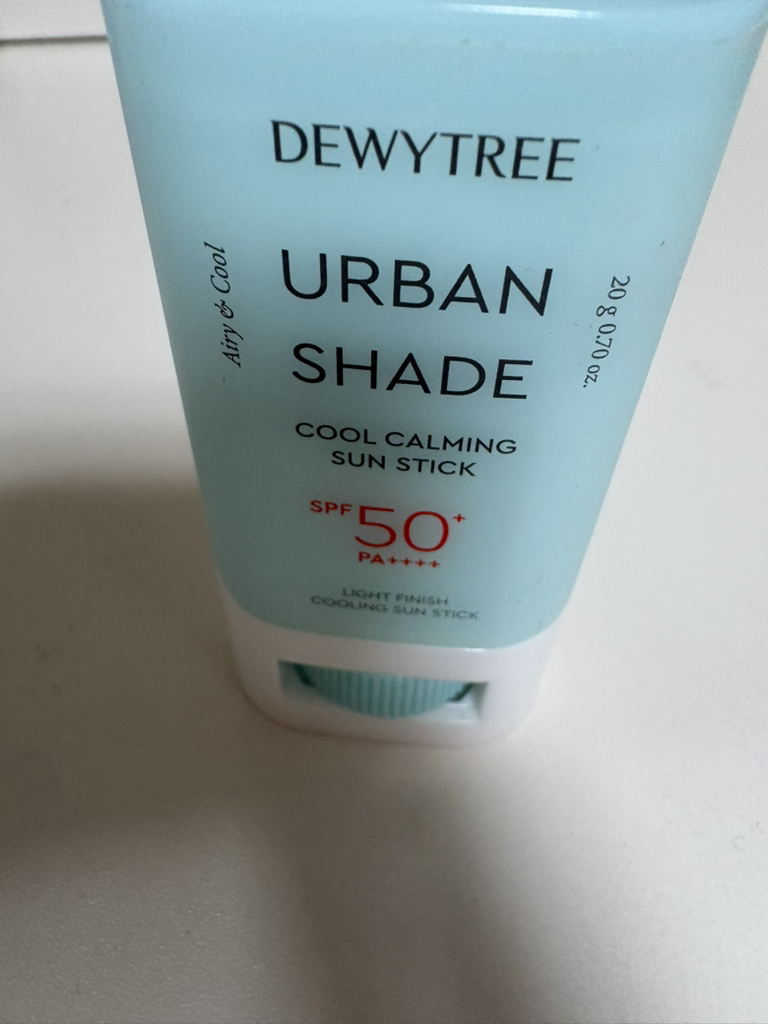 DEWYTREE
Airy & Cool
URBAN
SHADE
20 g 0.70 oz.
COOL CALMING
SUN STICK
SPF 50+
PA++++
LIGHT FINISH
COOLING SUN STICK